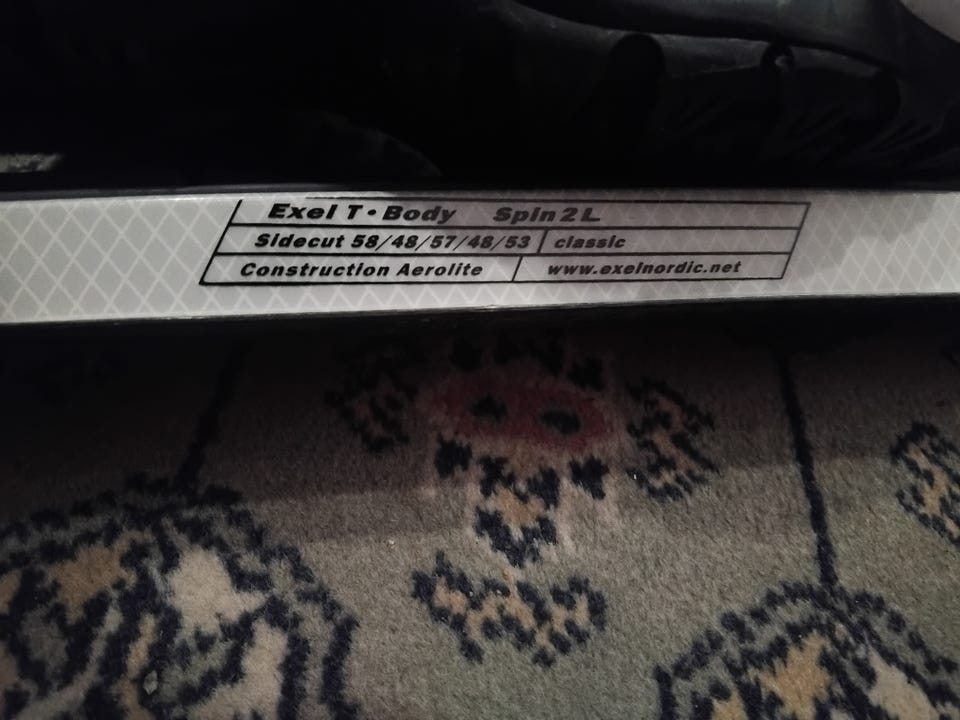 Exel T•Body Spin2L
Sidecut 58/48/57/48/53 classic
Construction Aerolite www.exelnordic.net